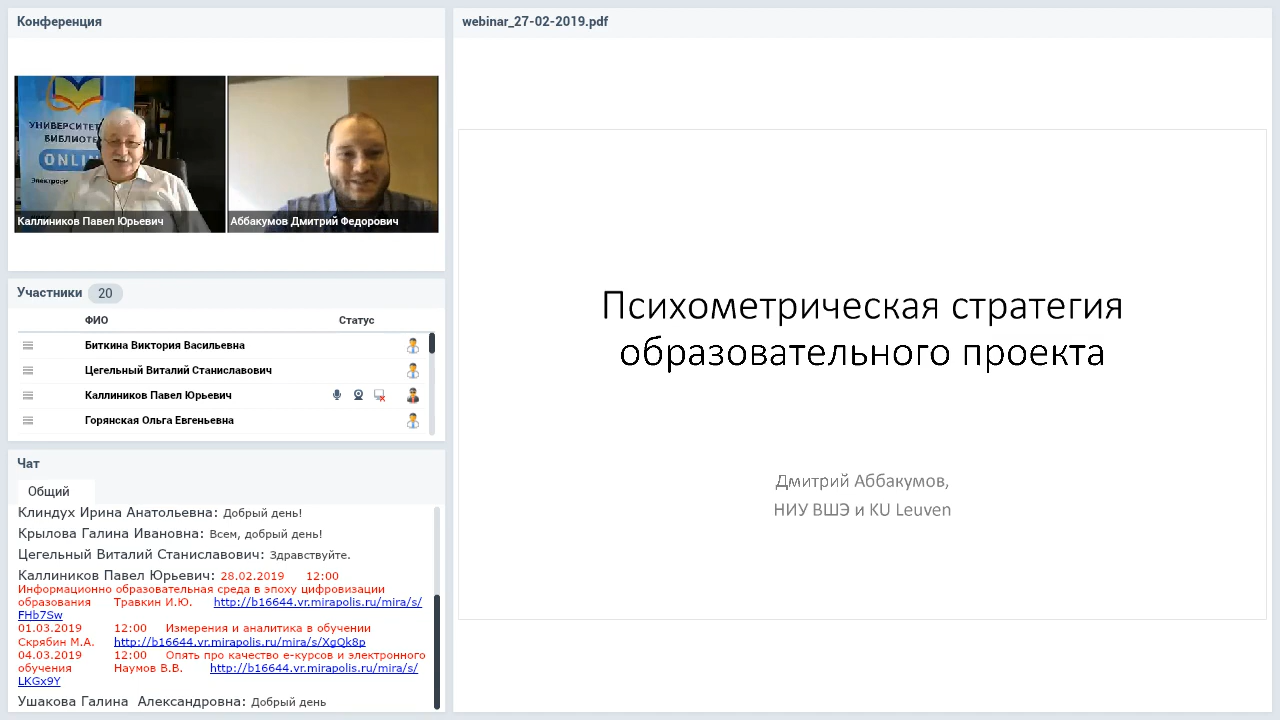 Конференция
УНИВЕРСИТЕТ
БИБЛИОТЕ
ONLIN
Каллиников Павел Юрьевич
Аббакумов Дмитрий Федорович
Участники 20
ФИО Статус
Биткина Виктория Васильевна
Цегельный Виталий Станиславович
Каллиников Павел Юрьевич
Горянская Ольга Евгеньевна
Чат
Общий
Клиндух Ирина Анатольевна: Добрый день!
Крылова Галина Ивановна: Всем, добрый день!
Цегельный Виталий Станиславович: Здравствуйте.
Каллиников Павел Юрьевич: 28.02.2019 12:00
Информационно образовательная среда в эпоху цифровизации
образования Травкин И.Ю. http://b16644.vr.mirapolis.ru/mira/s/
FHb7Sw
01.03.2019 12:00 Измерения и аналитика в обучении
Скрябин М.А. http://b16644.vr.mirapolis.ru/mira/s/XgQk8p
04.03.2019 12:00 Опять про качество е-курсов и электронного
обучения Наумов В.В. http://b16644.vr.mirapolis.ru/mira/s/
LKGx9Y
Ушакова Галина Александровна: Добрый день
webinar_27-02-2019.pdf
Психометрическая стратегия
образовательного проекта
Дмитрий Аббакумов,
НИУ ВШЭ и KU Leuven